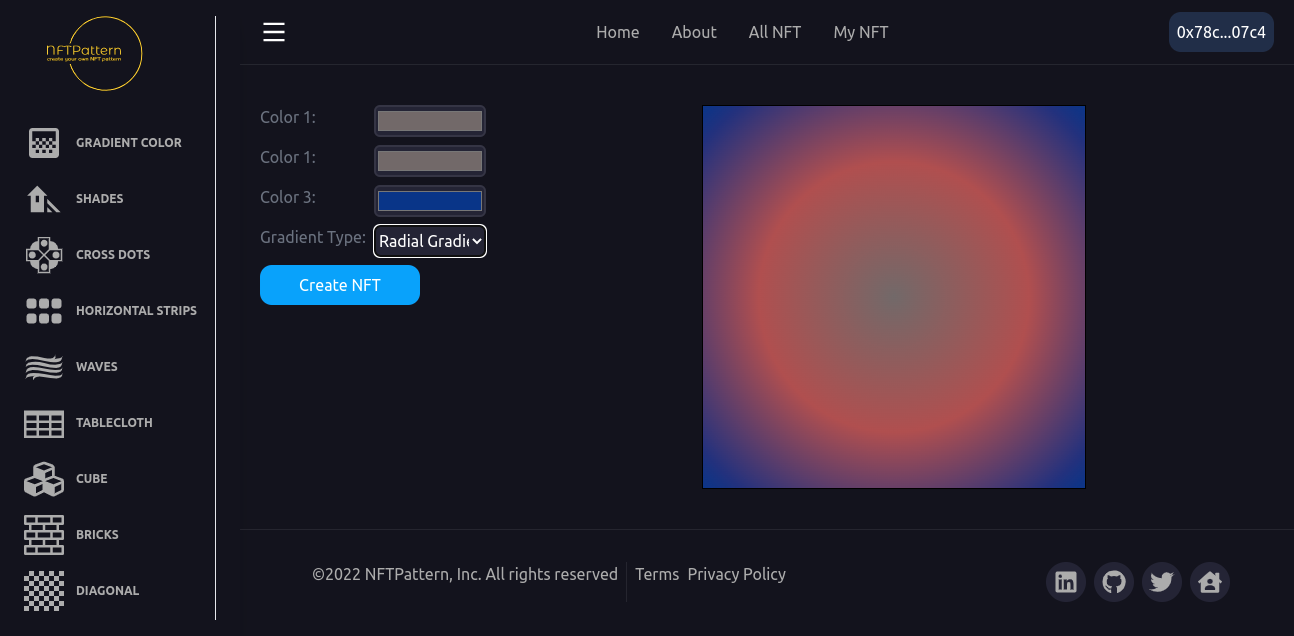 NFTPattern
create your own NFT pattern
GRADIENT COLOR
SHADES
CROSS DOTS
HORIZONTAL STRIPS
WAVES
TABLECLOTH
CUBE
BRICKS
DIAGONAL
Home About All NFT My NFT
0x78c...07c4
Color 1:
Color 1:
Color 3:
Gradient Type: Radial Gradie
Create NFT
©2022 NFTPattern, Inc. All rights reserved Terms Privacy Policy
in